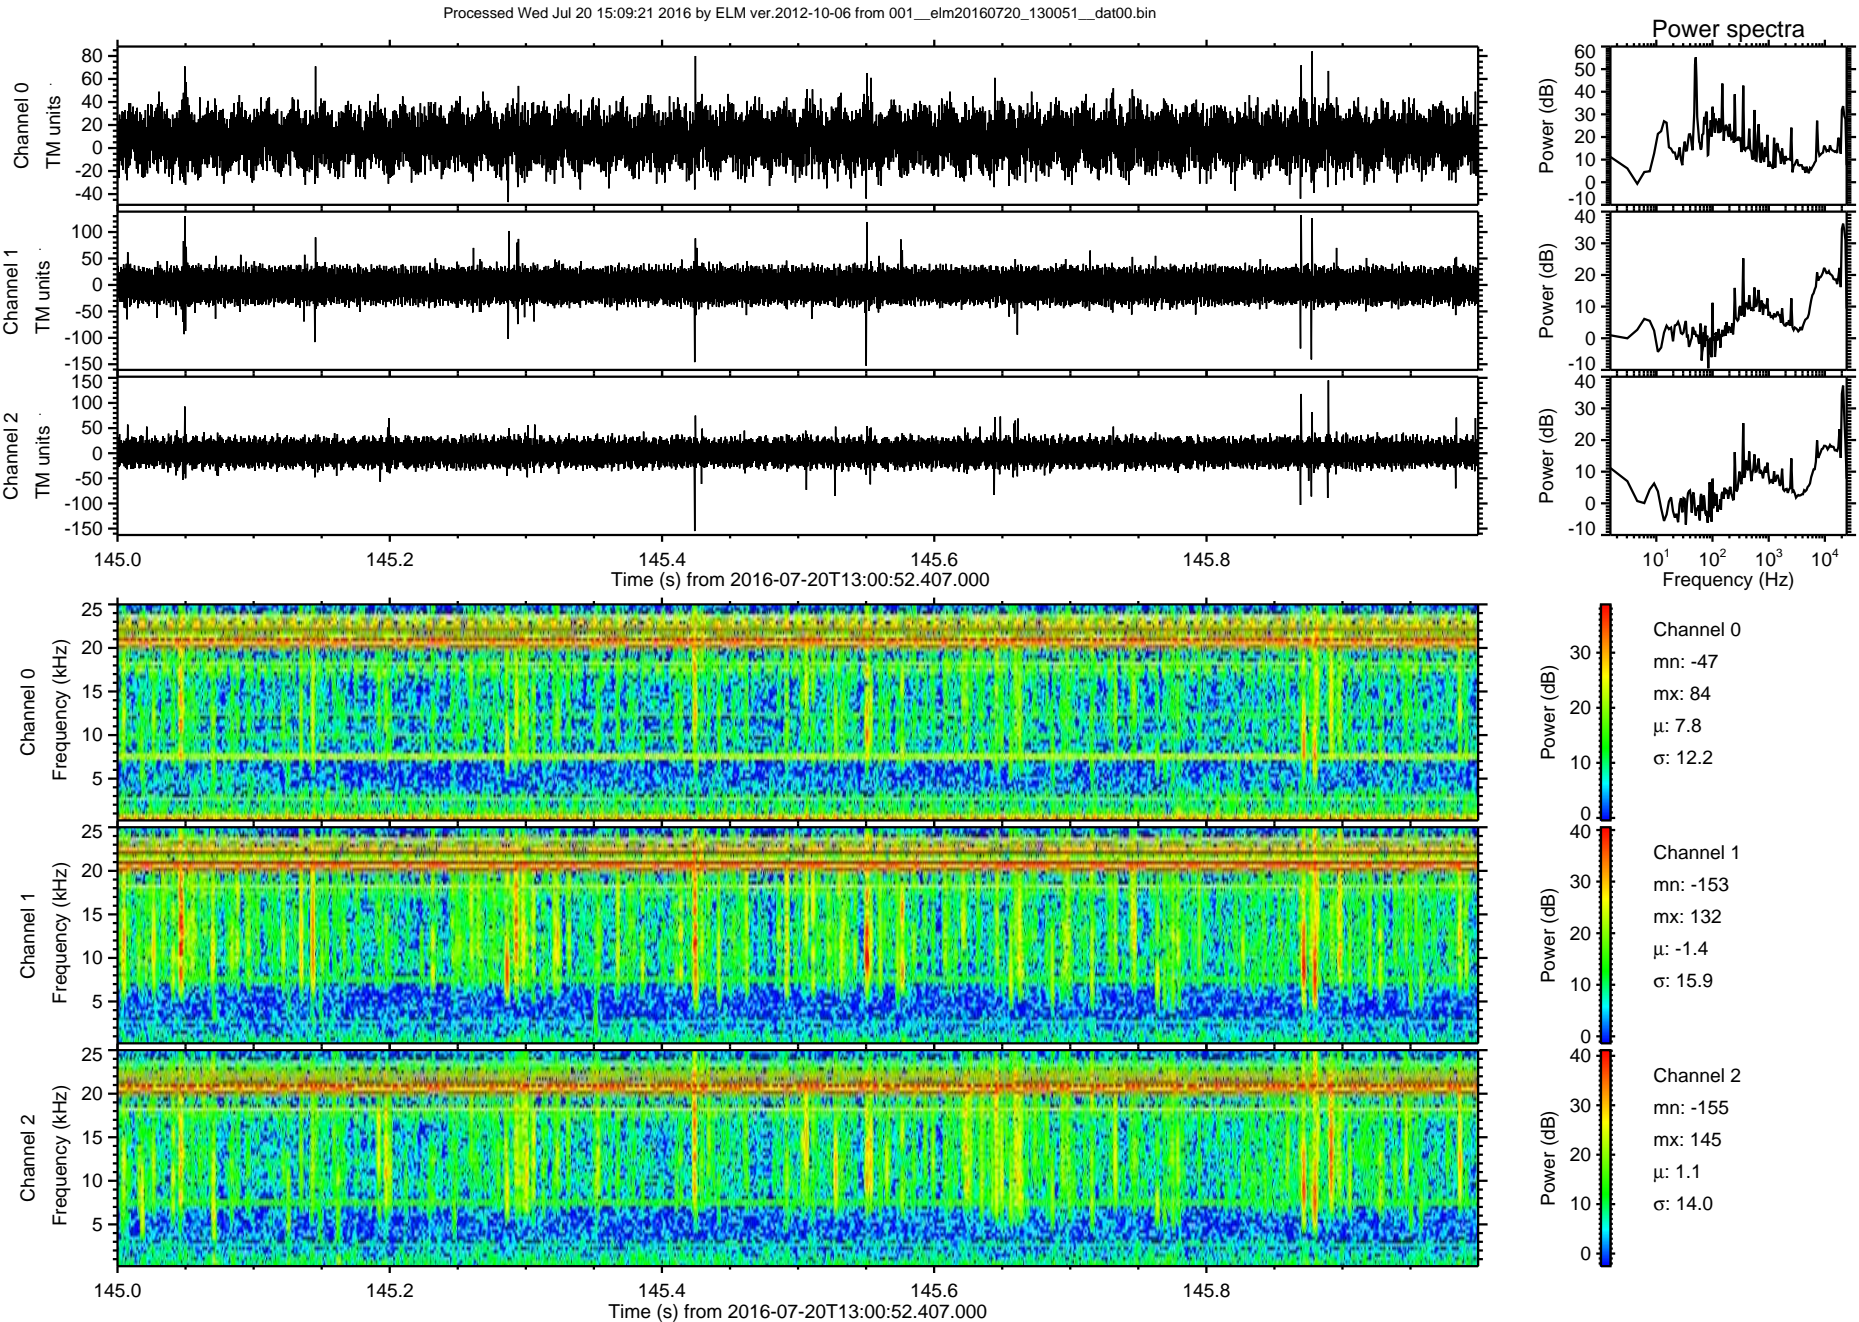 Processed Wed Jul 20 15:09:21 2016 by ELM ver.2012-10-06 from 001__elm20160720_130051__dat00.bin
Power spectra
Channel 0
TM units
80
60
40
20
0
-20
-40
Power (dB)
60
50
40
30
20
10
0
-10
Channel 1
TM units
100
50
0
-50
-100
-150
Power (dB)
40
30
20
10
0
-10
Channel 2
TM units
150
100
50
0
-50
-100
-150
Power (dB)
40
30
20
10
0
-10
145.0 145.2 145.4 145.6 145.8
Time (s) from 2016-07-20T13:00:52.407.000
10¹ 10² 10³ 10⁴
Frequency (Hz)
Channel 0
Frequency (kHz)
25
20
15
10
5
Power (dB)
30
20
10
0
Channel 0
mn: -47
mx: 84
μ: 7.8
σ: 12.2
Channel 1
Frequency (kHz)
25
20
15
10
5
Power (dB)
40
30
20
10
0
Channel 1
mn: -153
mx: 132
μ: -1.4
σ: 15.9
Channel 2
Frequency (kHz)
25
20
15
10
5
Power (dB)
40
30
20
10
0
Channel 2
mn: -155
mx: 145
μ: 1.1
σ: 14.0
145.0 145.2 145.4 145.6 145.8
Time (s) from 2016-07-20T13:00:52.407.000